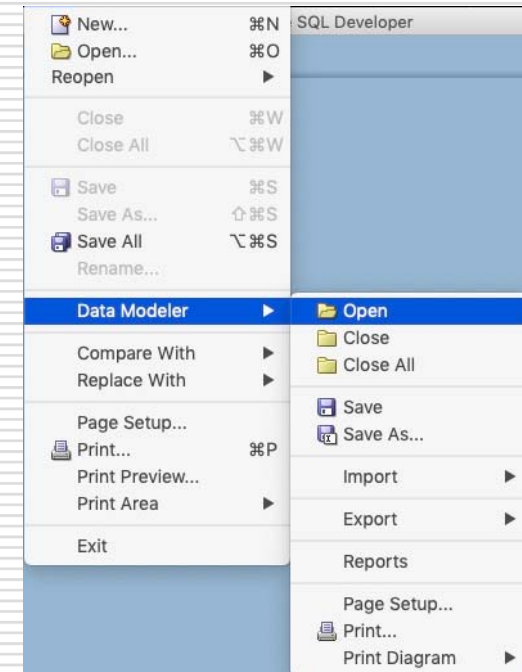 SQL Developer
New... ⌘N
Open... ⌘O
Reopen
Close ⌘W
Close All ⌥⌘W
Save ⌘S
Save As... ⇧⌘S
Save All ⌥⌘S
Rename...
Data Modeler
Compare With
Replace With
Page Setup...
Print... ⌘P
Print Preview...
Print Area
Exit
Open
Close
Close All
Save
Save As...
Import
Export
Reports
Page Setup...
Print...
Print Diagram